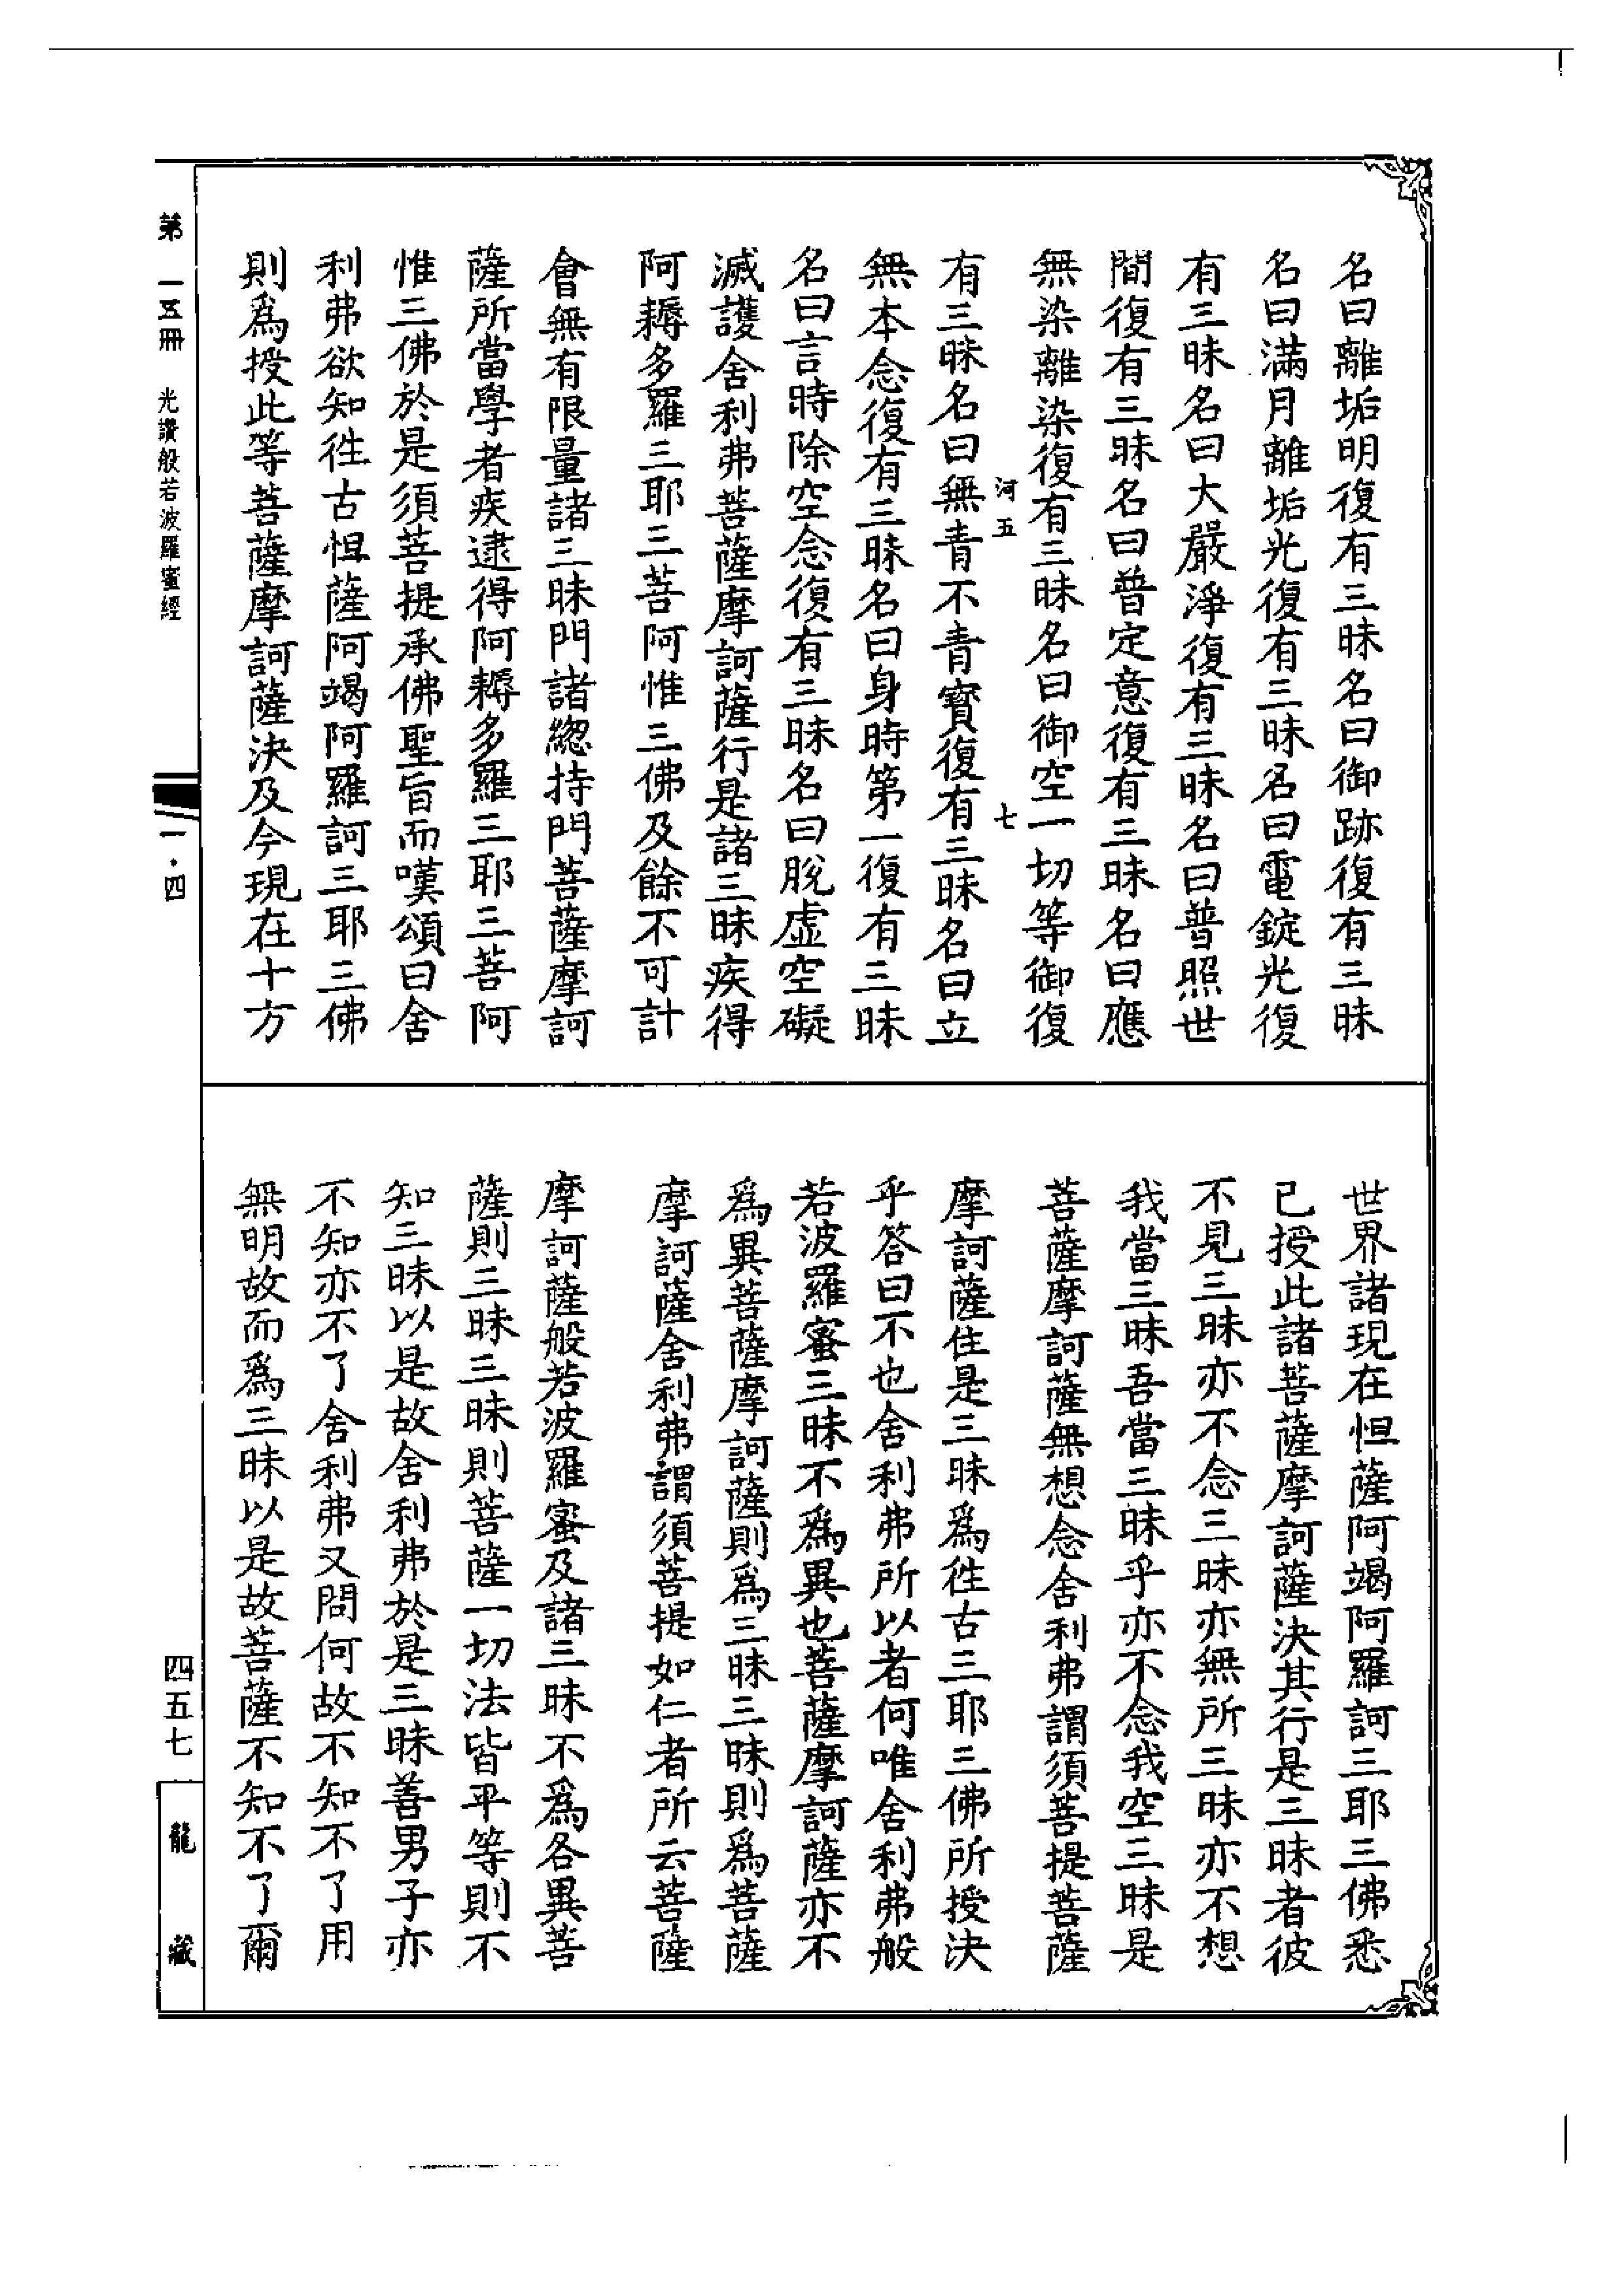 名曰離垢明復有三昧名曰御跡復有三昧
名曰滿月離垢光復有三昧名曰電錠光復
有三昧名曰大嚴淨復有三昧名曰普照世
間復有三昧名曰普定意復有三昧名曰應
無染離染復有三昧名曰御空一切等御復
河五 七
有三昧名曰無青不青寳復有三昧名曰立
無本念復有三昧名曰身時第一復有三昧
名曰言時除空念復有三昧名曰脫虛空礙
滅護舍利弗菩薩摩訶薩行是諸三昧疾得
阿耨多羅三耶三菩阿惟三佛及餘不可計
會無有限量諸三昧門諸總持門菩薩摩訶
薩所當學者疾逮得阿耨多羅三耶三菩阿
惟三佛於是須菩提承佛聖旨而嘆頌曰舍
利弗欲知徃古怛薩阿竭阿羅訶三耶三佛
則爲授此等菩薩摩訶薩決及今現在十方
世界諸現在怛薩阿竭阿羅訶三耶三佛悉
已授此諸菩薩摩訶薩決其行是三昧者彼
不見三昧亦不念三昧亦無所三昧亦不想
我當三昧吾當三昧乎亦不念我空三昧是
菩薩摩訶薩無想念舍利弗謂須菩提菩薩
摩訶薩住是三昧爲徃古三耶三佛所授決
乎答曰不也舍利弗所以者何唯舍利弗般
若波羅蜜三昧不爲異也菩薩摩訶薩亦不
爲異菩薩摩訶薩則爲三昧三昧則爲菩薩
摩訶薩舍利弗謂須菩提如仁者所云菩薩
摩訶薩般若波羅蜜及諸三昧不爲各異菩
薩則三昧三昧則菩薩一切法皆平等則不
知三昧以是故舍利弗於是三昧善男子亦
不知亦不了舍利弗又問何故不知不了用
無明故而爲三昧以是故菩薩不知不了爾
第一五冊 光讚般若波羅蜜經
一·四
四五七
龍藏